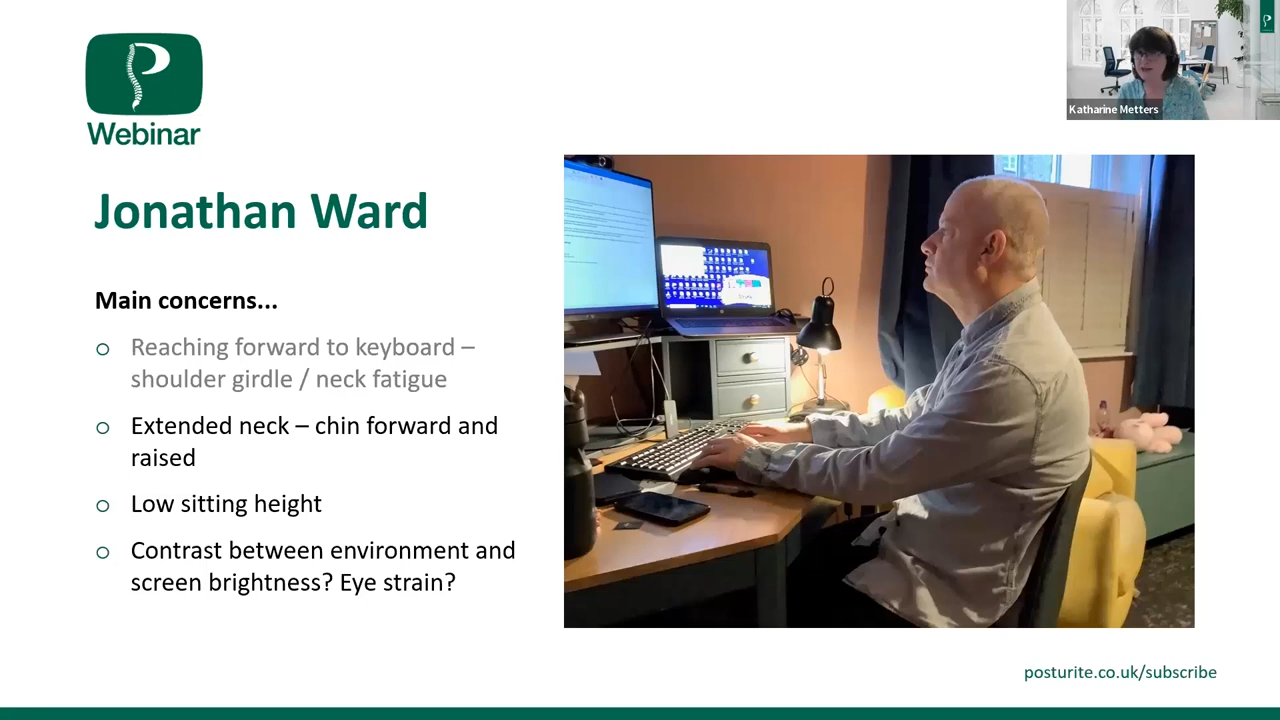 Webinar
Katharine Metters
Jonathan Ward
Main concerns...
Reaching forward to keyboard –
shoulder girdle / neck fatigue
Extended neck – chin forward and
raised
Low sitting height
Contrast between environment and
screen brightness? Eye strain?
posturite.co.uk/subscribe